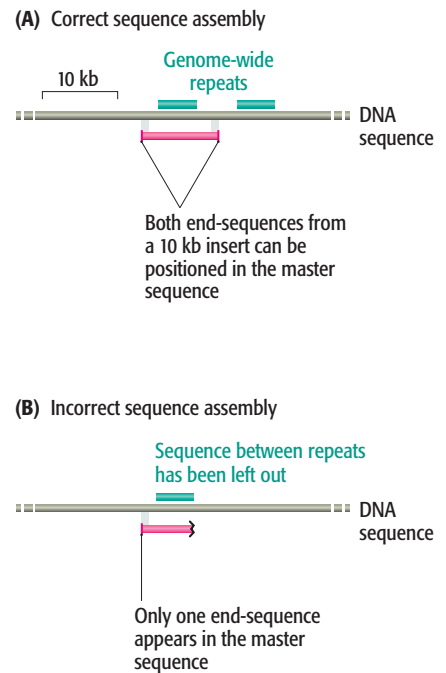 (A) Correct sequence assembly
Genome-wide
repeats
10 kb
DNA
sequence
Both end-sequences from
a 10 kb insert can be
positioned in the master
sequence
(B) Incorrect sequence assembly
Sequence between repeats
has been left out
DNA
sequence
Only one end-sequence
appears in the master
sequence